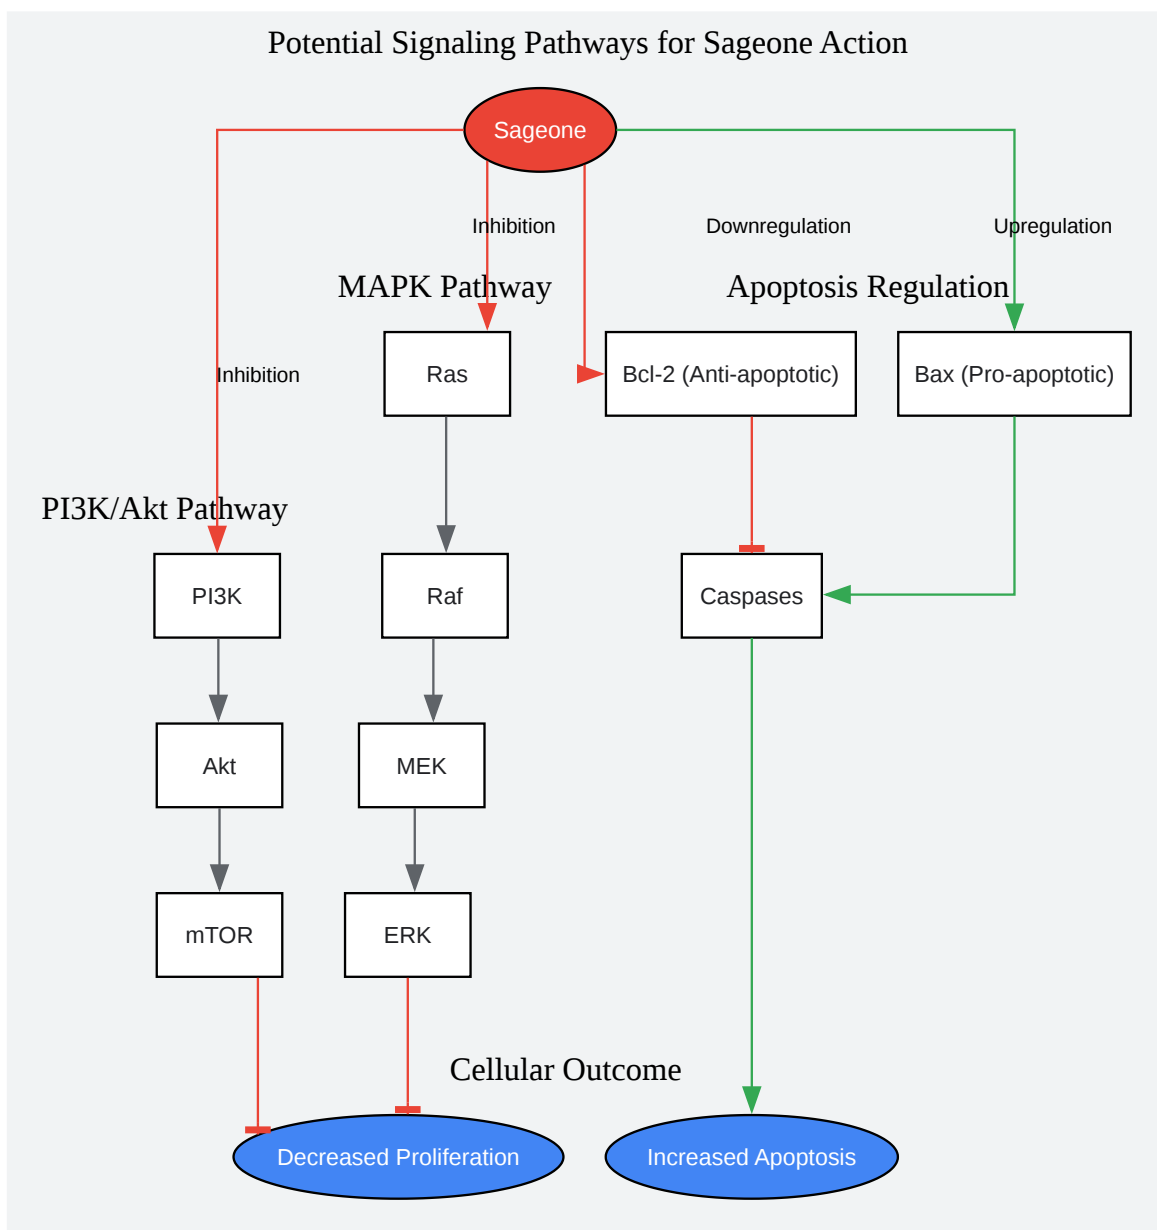 Potential Signaling Pathways for Sageone Action
Sageone
Inhibition
Downregulation
Upregulation
MAPK Pathway
Apoptosis Regulation
Ras
Bcl-2 (Anti-apoptotic)
Bax (Pro-apoptotic)
Inhibition
PI3K/Akt Pathway
PI3K
Raf
Caspases
Akt
MEK
mTOR
ERK
Cellular Outcome
Decreased Proliferation
Increased Apoptosis